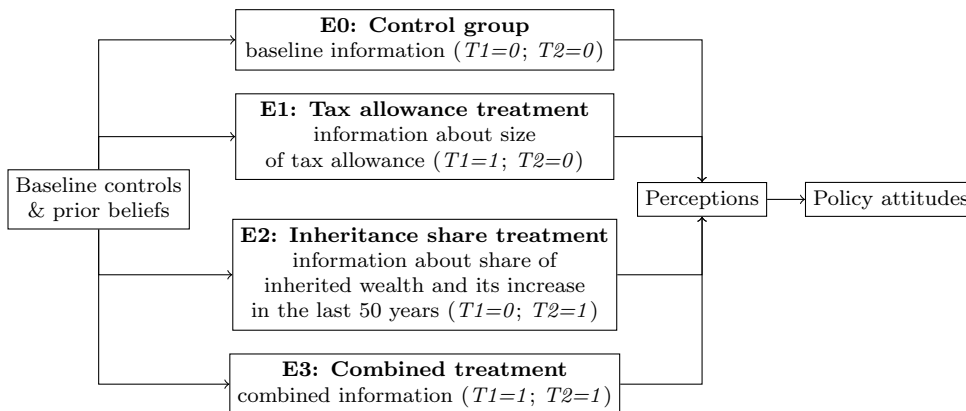 E0: Control group
baseline information (T1=0; T2=0)
E1: Tax allowance treatment
information about size
of tax allowance (T1=1; T2=0)
Baseline controls
& prior beliefs
Perceptions
Policy attitudes
E2: Inheritance share treatment
information about share of
inherited wealth and its increase
in the last 50 years (T1=0; T2=1)
E3: Combined treatment
combined information (T1=1; T2=1)